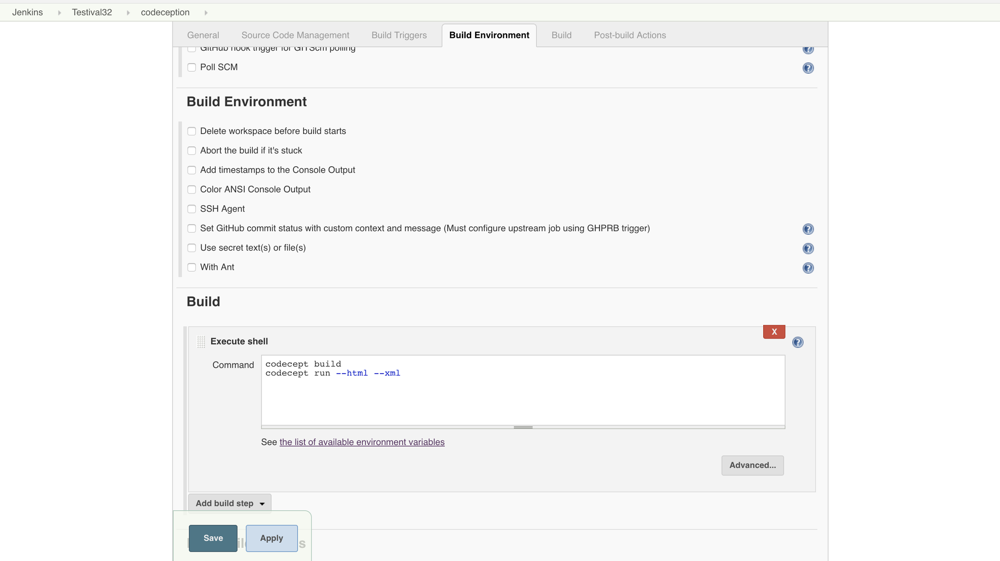 Jenkins Testival32 codeception
General Source Code Management Build Triggers Build Environment Build Post-build Actions
GitHub hook trigger for GITScm polling
Poll SCM
Build Environment
Delete workspace before build starts
Abort the build if it's stuck
Add timestamps to the Console Output
Color ANSI Console Output
SSH Agent
Set GitHub commit status with custom context and message (Must configure upstream job using GHPRB trigger)
Use secret text(s) or file(s)
With Ant
Build
X
Execute shell
Command
codecept build
codecept run --html --xml
See the list of available environment variables
Advanced...
Add build step
Save Apply